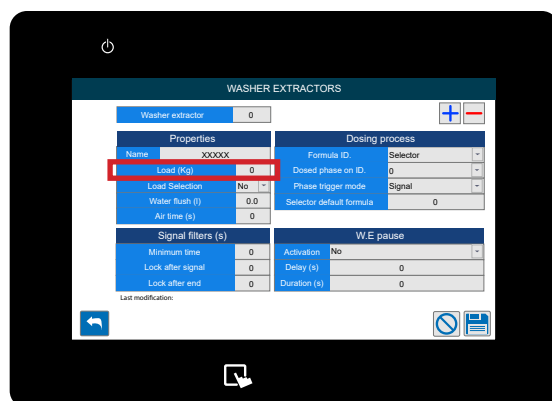 WASHER EXTRACTORS
Washer extractor 0
Properties
Name XXXXX
Load (Kg) 0
Load Selection No
Water flush (l) 0.0
Air time (s) 0
Dosing process
Formula ID. Selector
Dosed phase on ID. 0
Phase trigger mode Signal
Selector default formula 0
Signal filters (s)
Minimum time 0
Lock after signal 0
Lock after end 0
W.E pause
Activation No
Delay (s) 0
Duration (s) 0
Last modification: